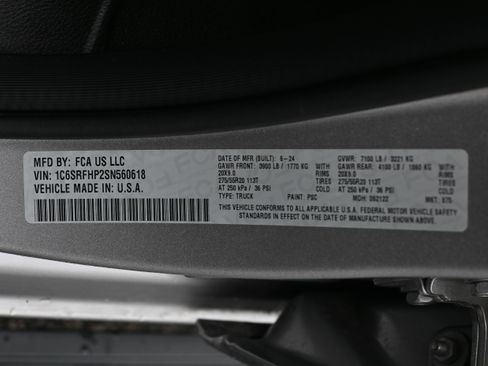 MFD BY: FCA US LLC
VIN: 1C6SRFHP2SN560618
VEHICLE MADE IN U.S.A.
DATE OF MFR (BUILT): 6-24 GVWR: 7100 LB / 3221 KG
GAWR FRONT: 3900 LB / 1770 KG WITH GAWR REAR: 4100 LB / 1860 KG WITH
20X9.0 RIMS 20X9.0 RIMS
275/55R20 113T TIRES 275/55R20 113T TIRES
AT 250 kPa / 36 PSI COLD AT 250 kPa / 36 PSI COLD
TYPE: TRUCK PAINT: PSC MDH: 062122 MNT: E75
THIS VEHICLE CONFORMS TO ALL APPLICABLE U.S.A. FEDERAL MOTOR VEHICLE SAFETY
STANDARDS IN EFFECT ON THE DATE OF MANUFACTURE SHOWN ABOVE.